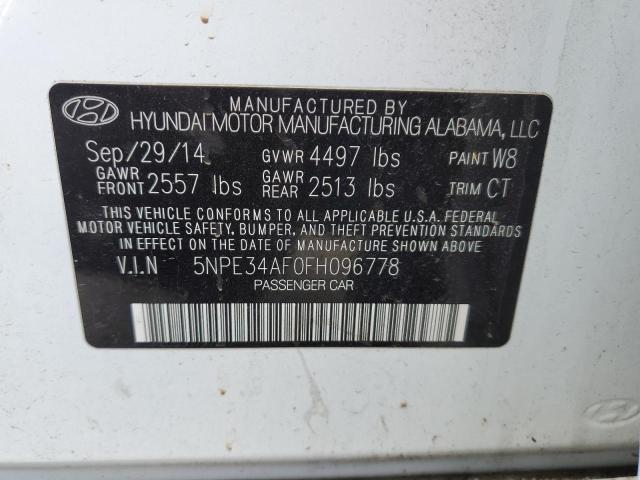 MANUFACTURED BY
HYUNDAI MOTOR MANUFACTURING ALABAMA, LLC
Sep/29/14 GVWR 4497 lbs PAINT W8
GAWR FRONT 2557 lbs GAWR REAR 2513 lbs TRIM CT
THIS VEHICLE CONFORMS TO ALL APPLICABLE U.S.A. FEDERAL
MOTOR VEHICLE SAFETY, BUMPER, AND THEFT PREVENTION
STANDARDS IN EFFECT ON THE DATE OF MANUFACTURE SHOWN ABOVE.
V.I.N 5NPE34AF0FH096778
PASSENGER CAR